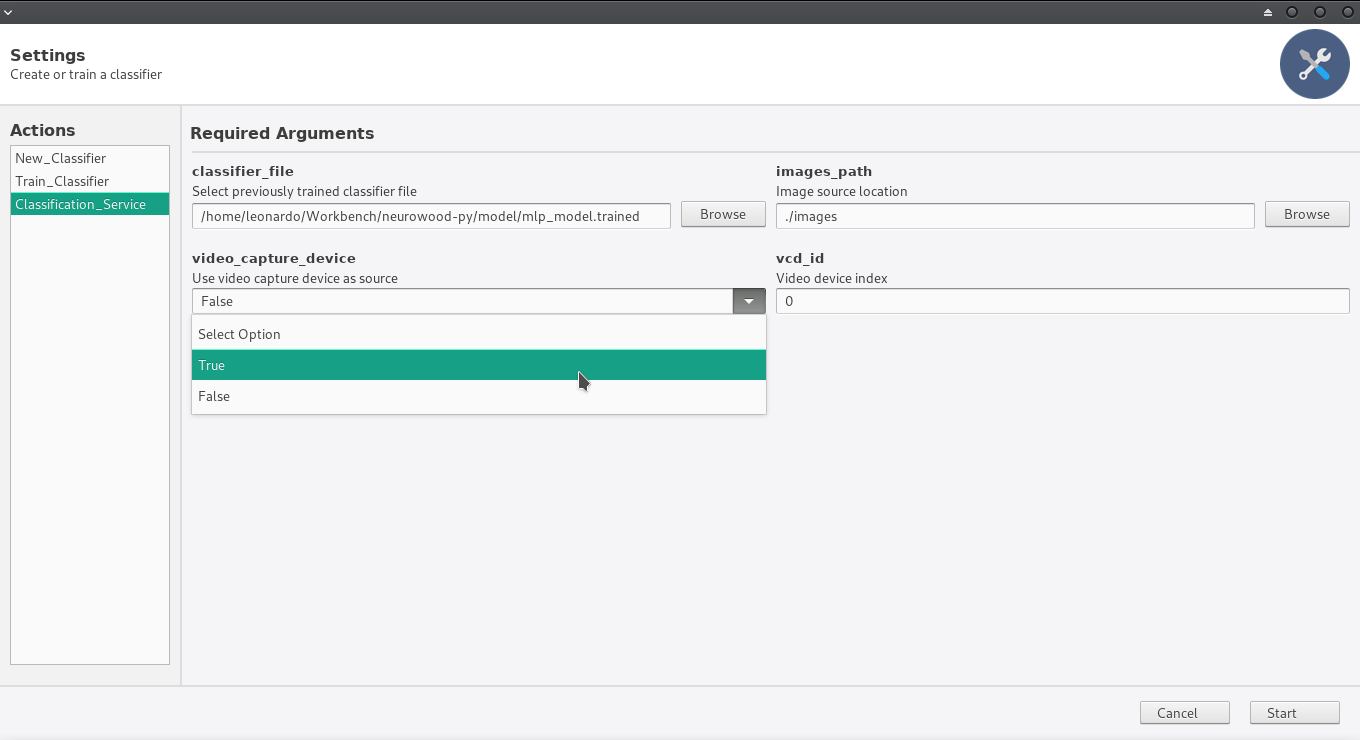 Settings
Create or train a classifier
Actions
New_Classifier
Train_Classifier
Classification_Service
Required Arguments
classifier_file
Select previously trained classifier file
/home/leonardo/Workbench/neurowood-py/model/mlp_model.trained
Browse
images_path
Image source location
./images
Browse
video_capture_device
Use video capture device as source
False
Select Option
True
False
vcd_id
Video device index
0
Cancel
Start